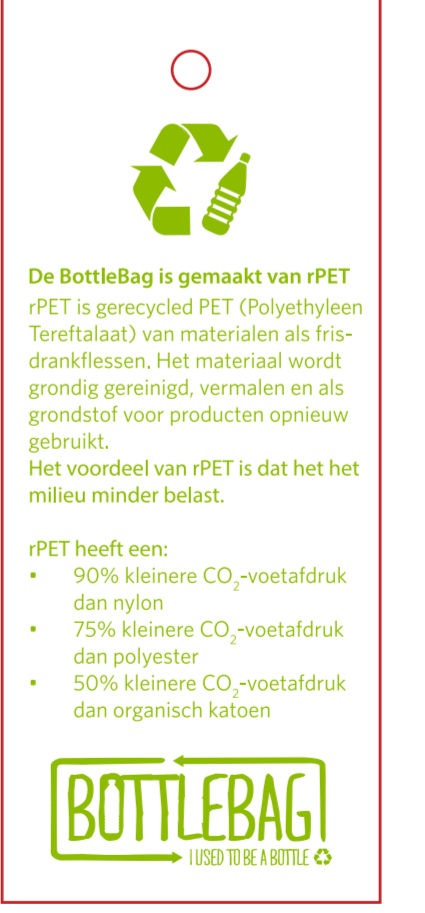 De BottleBag is gemaakt van rPET
rPET is gerecycled PET (Polyethyleen
Tereftalaat) van materialen als fris-
drankflessen. Het materiaal wordt
grondig gereinigd, vermalen en als
grondstof voor producten opnieuw
gebruikt.
Het voordeel van rPET is dat het het
milieu minder belast.
rPET heeft een:
• 90% kleinere CO₂-voetafdruk
dan nylon
• 75% kleinere CO₂-voetafdruk
dan polyester
• 50% kleinere CO₂-voetafdruk
dan organisch katoen
BOTTLEBAG
I USED TO BE A BOTTLE